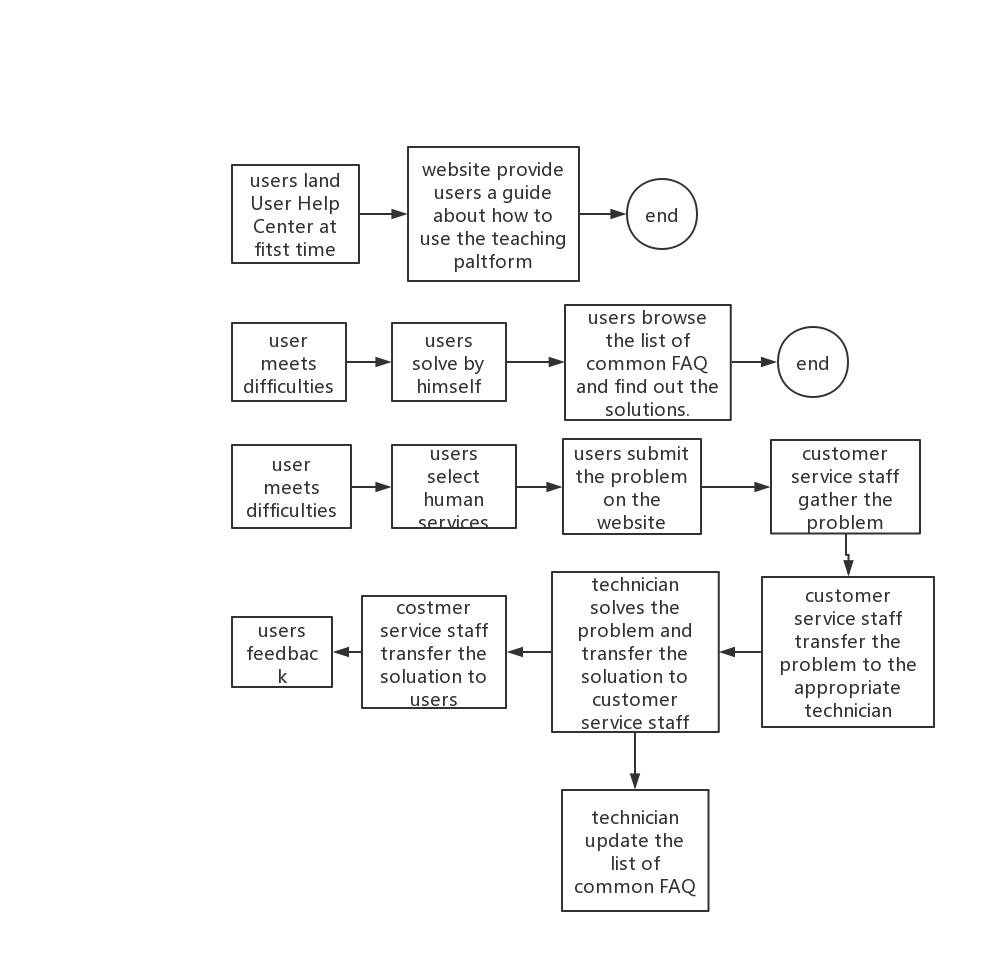 users land
User Help
Center at
fitst time
website provide
users a guide
about how to
use the teaching
paltform
end
user
meets
difficulties
users
solve by
himself
users browse
the list of
common FAQ
and find out the
solutions.
end
user
meets
difficulties
users
select
human
services
users submit
the problem
on the
website
customer
service staff
gather the
problem
customer
service staff
transfer the
problem to the
appropriate
technician
technician
solves the
problem and
transfer the
soluation to
customer
service staff
costmer
service staff
transfer the
soluation to
users
users
feedbac
k
technician
update the
list of
common FAQ